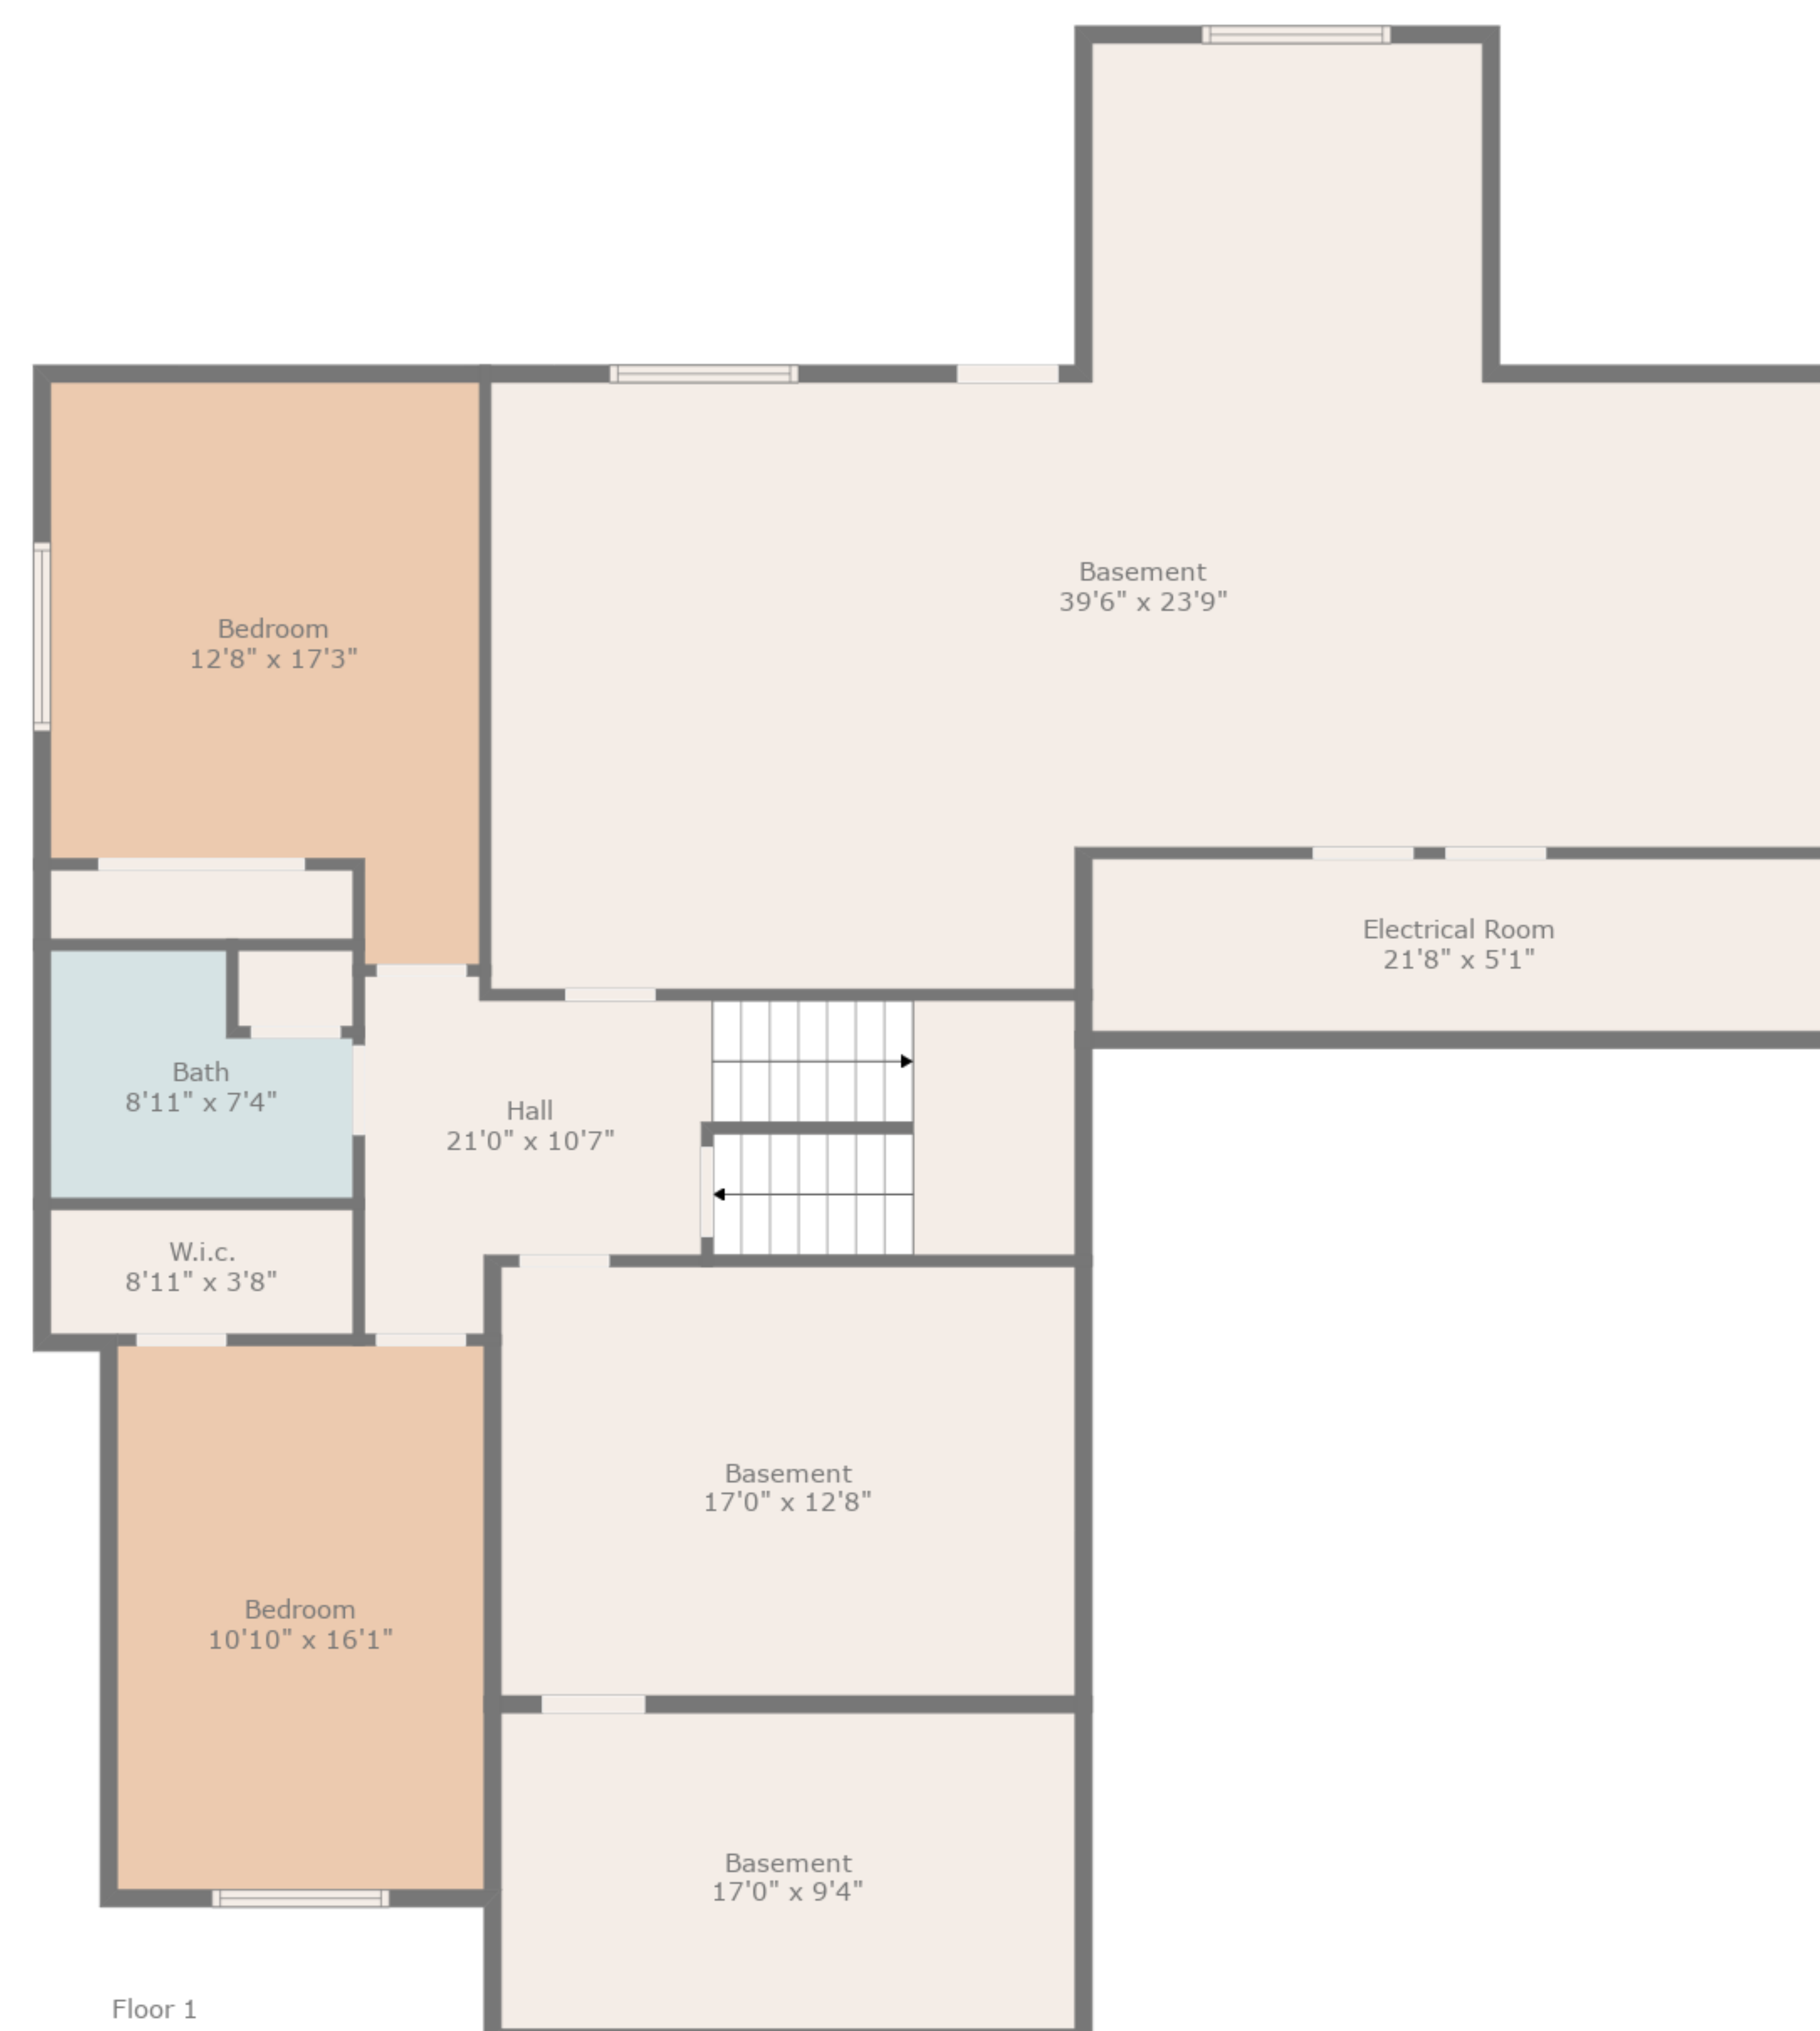 Basement
39'6" x 23'9"
Bedroom
12'8" x 17'3"
Electrical Room
21'8" x 5'1"
Bath
8'11" x 7'4"
Hall
21'0" x 10'7"
W.i.c.
8'11" x 3'8"
Basement
17'0" x 12'8"
Bedroom
10'10" x 16'1"
Basement
17'0" x 9'4"
Floor 1